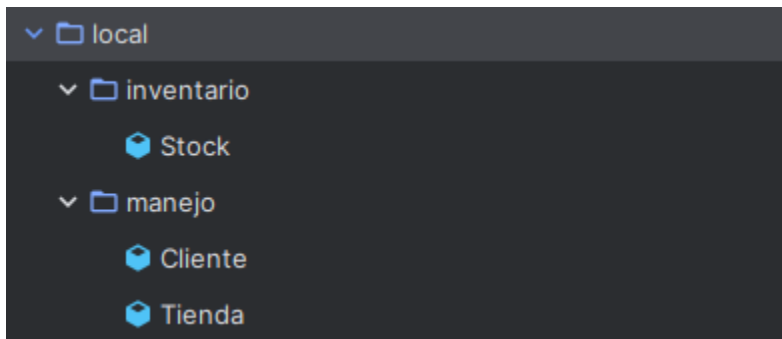 local
inventario
Stock
manejo
Cliente
Tienda